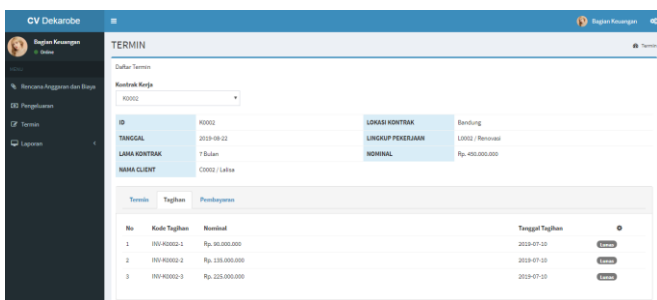 CV Dekarobe
Bagian Keuangan
Bagian Keuangan
Online
TERMIN
Termin
MENU
Rencana Anggaran dan Biaya
Pengeluaran
Termin
Laporan
Daftar Termin
Kontrak Kerja
K0002
ID K0002 LOKASI KONTRAK Bandung
TANGGAL 2019-08-22 LINGKUP PEKERJAAN L0002 / Renovasi
LAMA KONTRAK 7 Bulan NOMINAL Rp. 450.000.000
NAMA CLIENT C0002 / Lalisa
Termin Tagihan Pembayaran
No Kode Tagihan Nominal Tanggal Tagihan
1 INV-K0002-1 Rp. 90.000.000 2019-07-10 Lunas
2 INV-K0002-2 Rp. 135.000.000 2019-07-10 Lunas
3 INV-K0002-3 Rp. 225.000.000 2019-07-10 Lunas